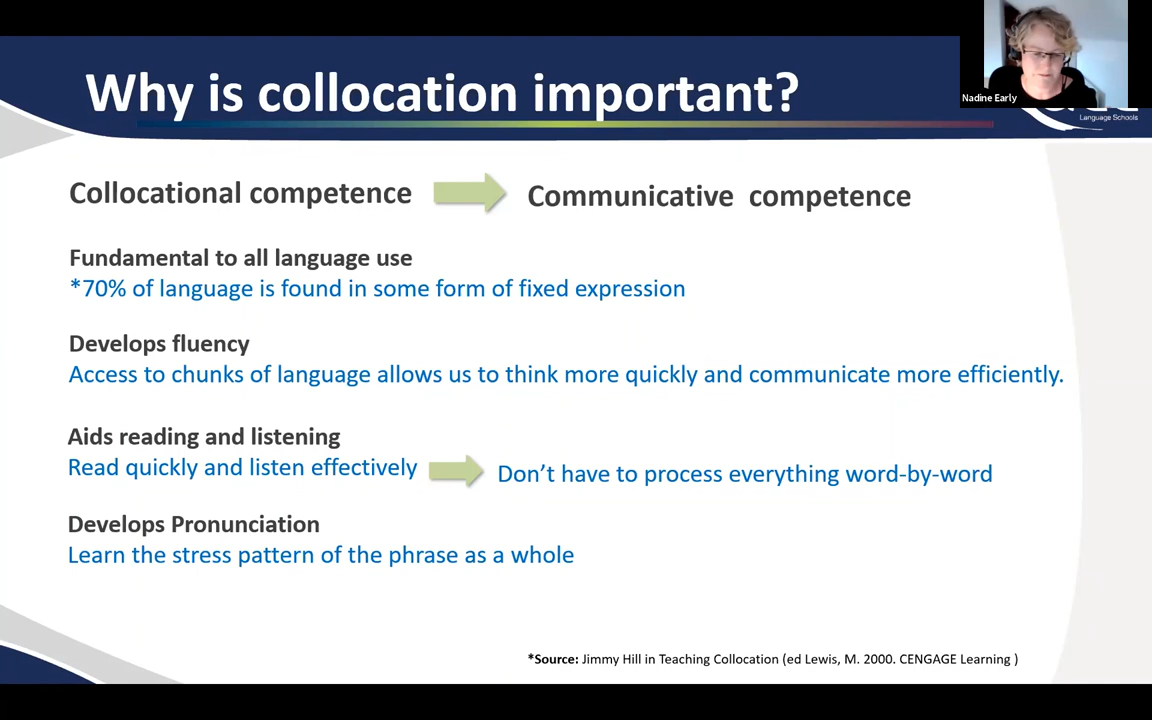 Why is collocation important?
Nadine Early
Language Schools
Collocational competence
Communicative competence
Fundamental to all language use
*70% of language is found in some form of fixed expression
Develops fluency
Access to chunks of language allows us to think more quickly and communicate more efficiently.
Aids reading and listening
Read quickly and listen effectively
Don't have to process everything word-by-word
Develops Pronunciation
Learn the stress pattern of the phrase as a whole
*Source: Jimmy Hill in Teaching Collocation (ed Lewis, M. 2000. CENGAGE Learning )